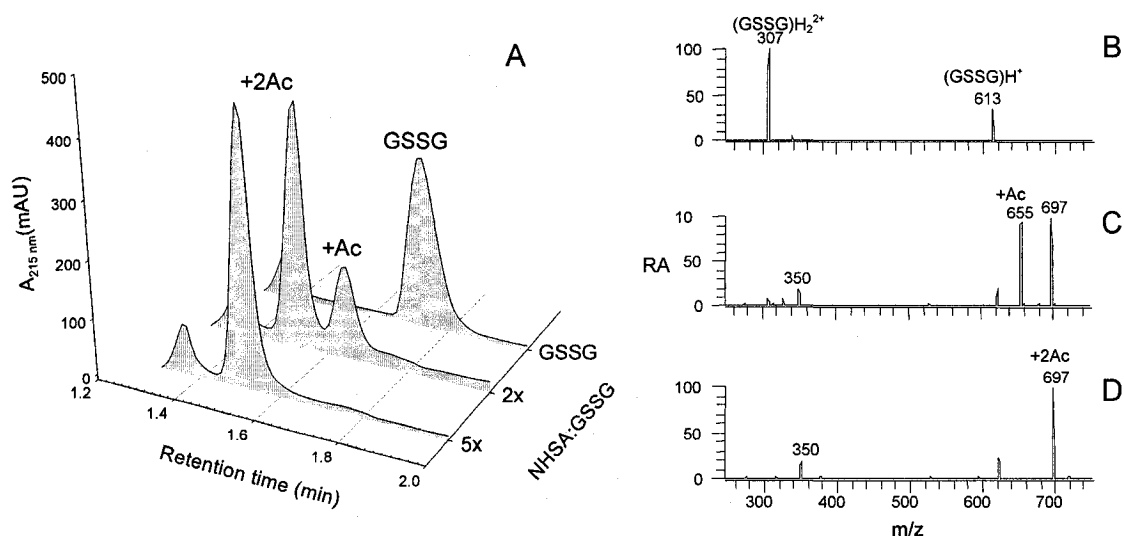 A
500
400
300
200
100
0
A215 nm(mAU)
+2Ac
+Ac
GSSG
1.2
1.4
1.6
1.8
2.0
Retention time (min)
GSSG
2x
5x
NHSA:GSSG
B
(GSSG)H₂²⁺
307
(GSSG)H⁺
613
100
50
0
C
+Ac
655
697
350
10
50
0
RA
D
+2Ac
697
350
100
50
0
300
400
500
600
700
m/z